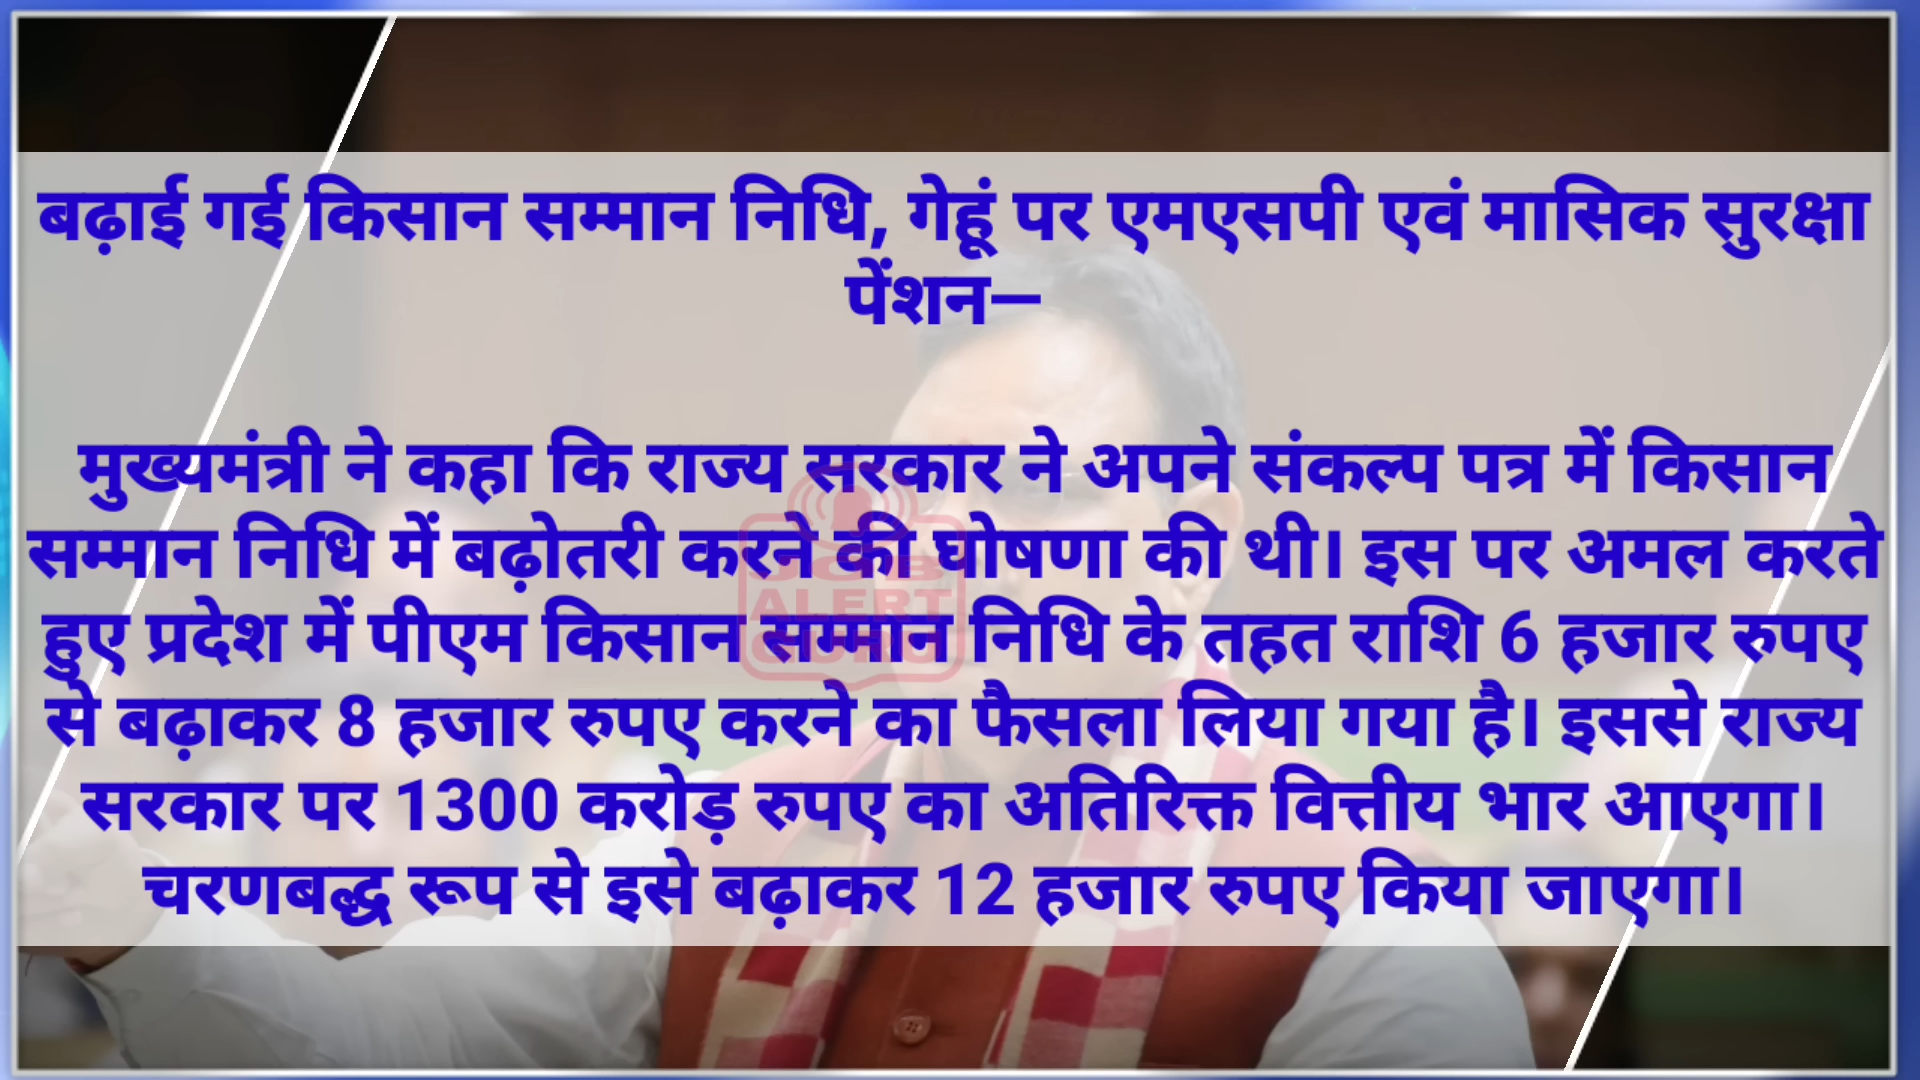 बढ़ाई गई किसान सम्मान निधि, गेहूं पर एमएसपी एवं मासिक सुरक्षा
पेंशन—
मुख्यमंत्री ने कहा कि राज्य सरकार ने अपने संकल्प पत्र में किसान
सम्मान निधि में बढ़ोतरी करने की घोषणा की थी। इस पर अमल करते
हुए प्रदेश में पीएम किसान सम्मान निधि के तहत राशि 6 हजार रुपए
से बढ़ाकर 8 हजार रुपए करने का फैसला लिया गया है। इससे राज्य
सरकार पर 1300 करोड़ रुपए का अतिरिक्त वित्तीय भार आएगा।
चरणबद्ध रूप से इसे बढ़ाकर 12 हजार रुपए किया जाएगा।
ALERT